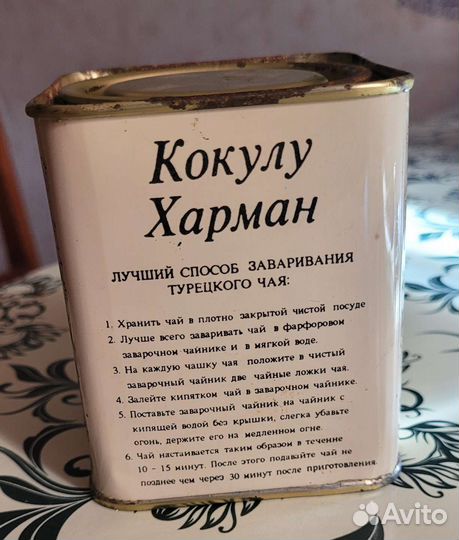 Кокулу
Харман
ЛУЧШИЙ СПОСОБ ЗАВАРИВАНИЯ
ТУРЕЦКОГО ЧАЯ:
1. Хранить чай в плотно закрытой чистой посуде
2. Лучше всего заваривать чай в фарфоровом
заварочном чайнике и в мягкой воде.
3. На каждую чашку чая положите в чистый
заварочный чайник две чайные ложки чая.
4. Залейте кипятком чай в заварочном чайнике.
5. Поставьте заварочный чайник на чайник с
кипящей водой без крышки, слегка убавьте
огонь, держите его на медленном огне.
6. Чай настаивается таким образом в течение
10 - 15 минут. После этого подавайте чай не
позднее чем через 30 минут после приготовления.
Avito